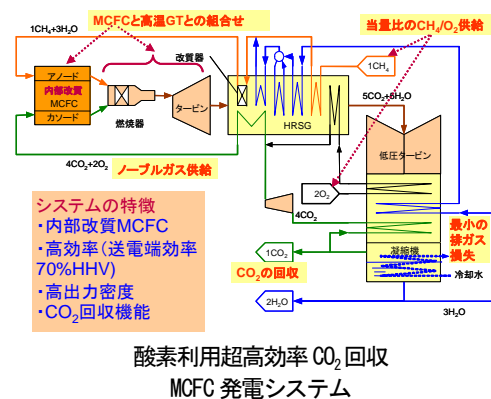 MCFCと高温GTとの組合せ
当量比のCH₄/O₂供給
1CH₄+3H₂O
改質器
アノード
内部改質
MCFC
カソード
燃焼器
タービン
1CH₄
HRSG
5CO₂+6H₂O
低圧タービン
4CO₂+2O₂
ノーブルガス供給
2O₂
4CO₂
システムの特徴
・内部改質MCFC
・高効率(送電端効率
70%HHV)
・高出力密度
・CO₂回収機能
1CO₂
CO₂の回収
最小の
排ガス
損失
凝縮機
冷却水
2H₂O
3H₂O
酸素利用超高効率 CO₂回収
MCFC 発電システム